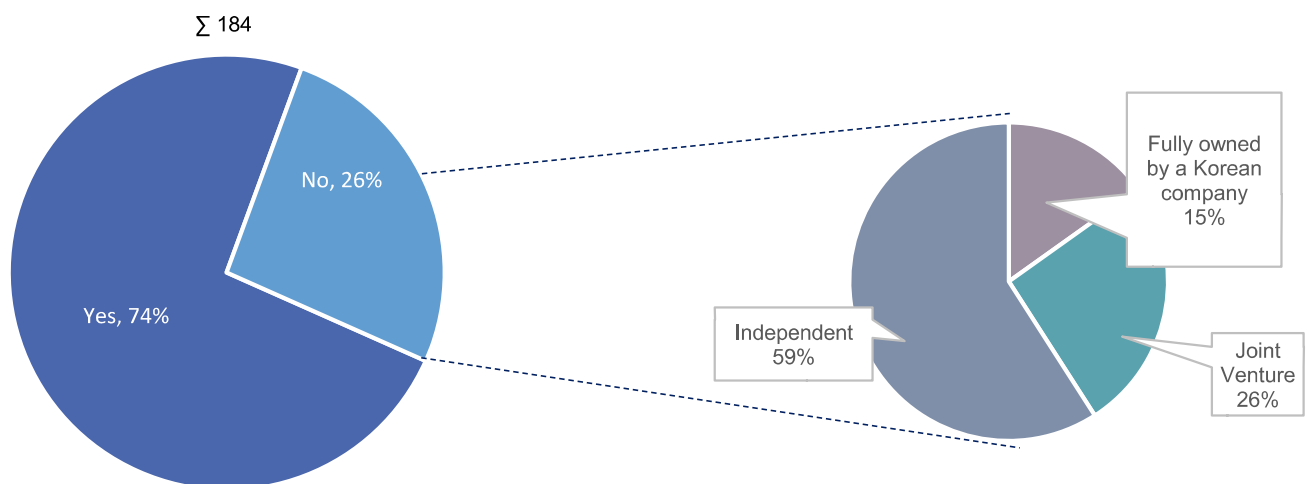 ∑ 184
No, 26%
Yes, 74%
Fully owned
by a Korean
company
15%
Independent
59%
Joint
Venture
26%